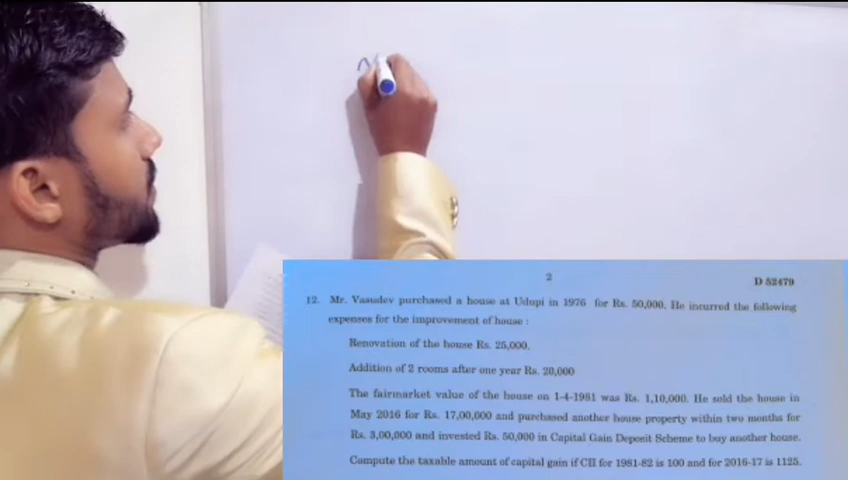 2
D 52479
12. Mr. Vasudev purchased a house at Udupi in 1976 for Rs. 50,000. He incurred the following
expenses for the improvement of house :
Renovation of the house Rs. 25,000.
Addition of 2 rooms after one year Rs. 20,000
The fairmarket value of the house on 1-4-1981 was Rs. 1,10,000. He sold the house in
May 2016 for Rs. 17,00,000 and purchased another house property within two months for
Rs. 3,00,000 and invested Rs. 50,000 in Capital Gain Deposit Scheme to buy another house.
Compute the taxable amount of capital gain if CII for 1981-82 is 100 and for 2016-17 is 1125.